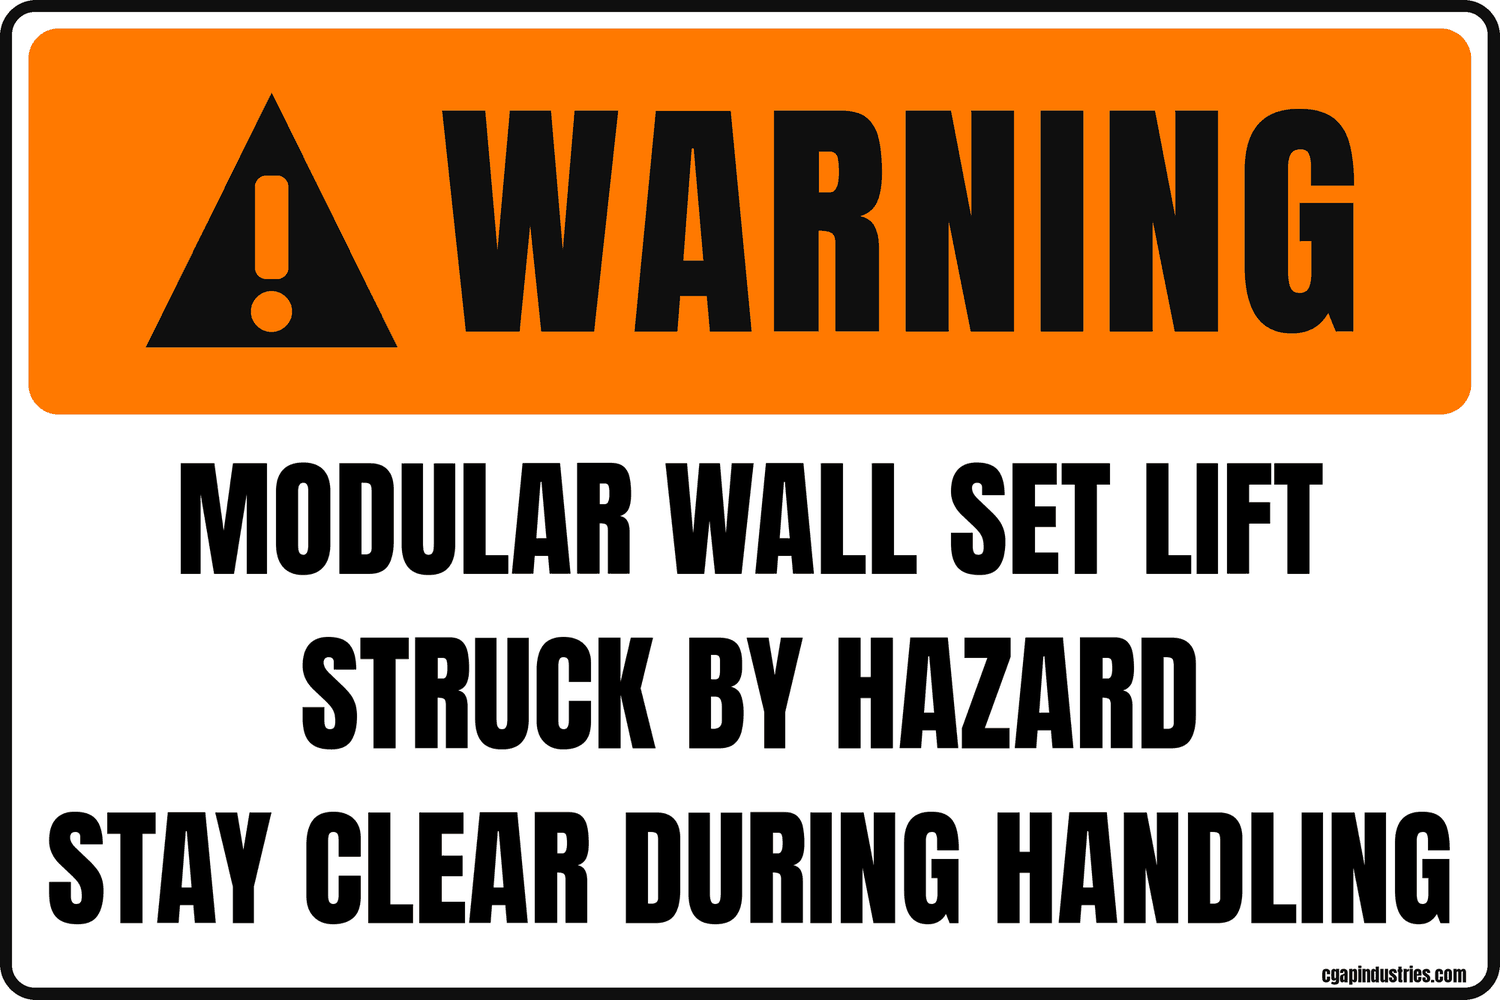 WARNING
MODULAR WALL SET LIFT
STRUCK BY HAZARD
STAY CLEAR DURING HANDLING
cgapindustries.com